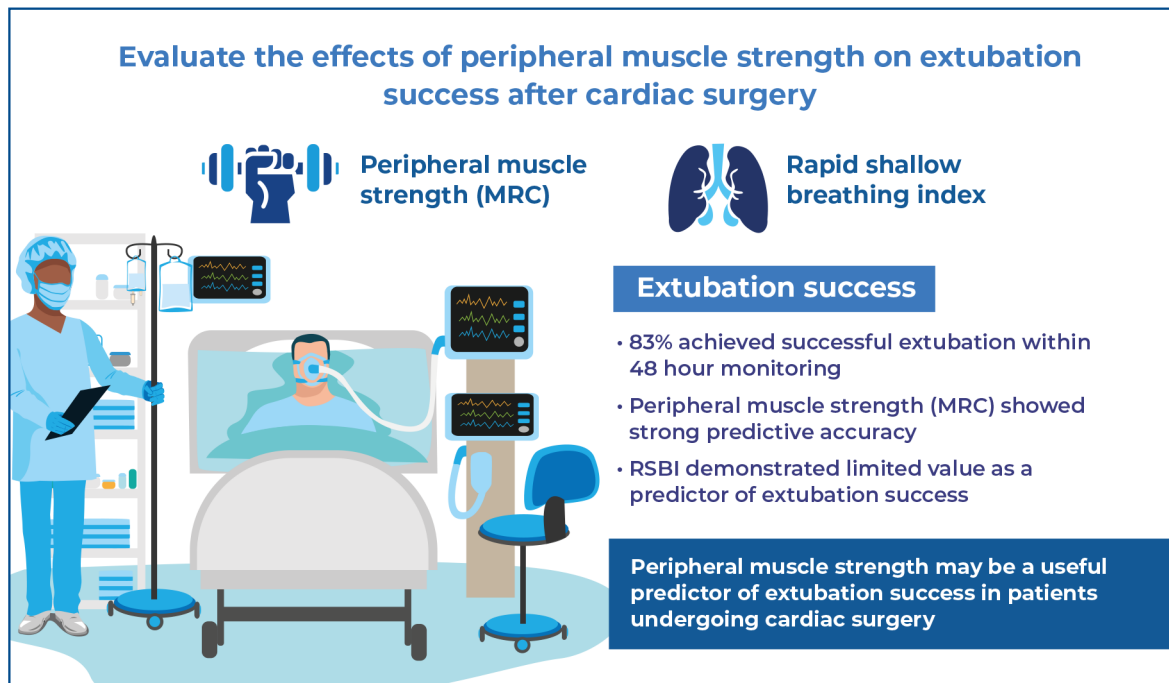 Evaluate the effects of peripheral muscle strength on extubation
success after cardiac surgery
Peripheral muscle
strength (MRC)
Rapid shallow
breathing index
Extubation success
• 83% achieved successful extubation within
48 hour monitoring
• Peripheral muscle strength (MRC) showed
strong predictive accuracy
• RSBI demonstrated limited value as a
predictor of extubation success
Peripheral muscle strength may be a useful
predictor of extubation success in patients
undergoing cardiac surgery